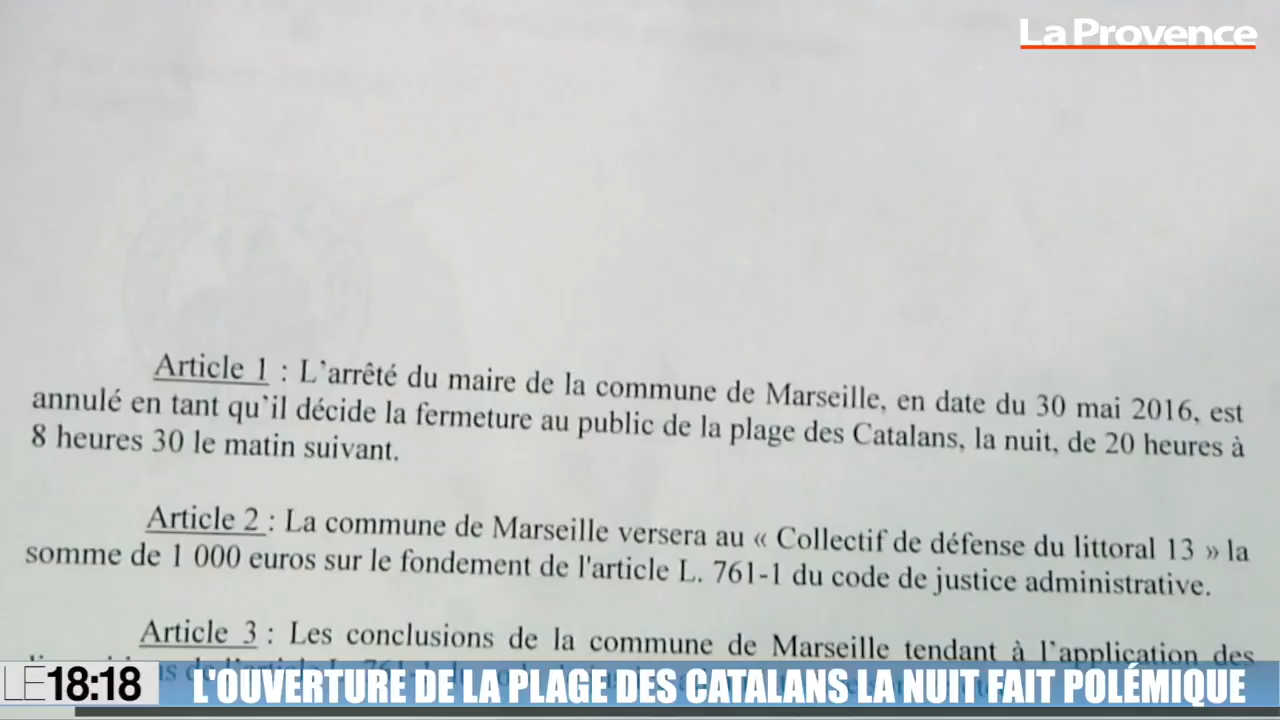 La Provence
Article 1 : L'arrêté du maire de la commune de Marseille, en date du 30 mai 2016, est
annulé en tant qu'il décide la fermeture au public de la plage des Catalans, la nuit, de 20 heures à
8 heures 30 le matin suivant.
Article 2 : La commune de Marseille versera au « Collectif de défense du littoral 13 » la
somme de 1 000 euros sur le fondement de l'article L. 761-1 du code de justice administrative.
Article 3 : Les conclusions de la commune de Marseille tendant à l'application des
LE 18:18
L'OUVERTURE DE LA PLAGE DES CATALANS LA NUIT FAIT POLÉMIQUE